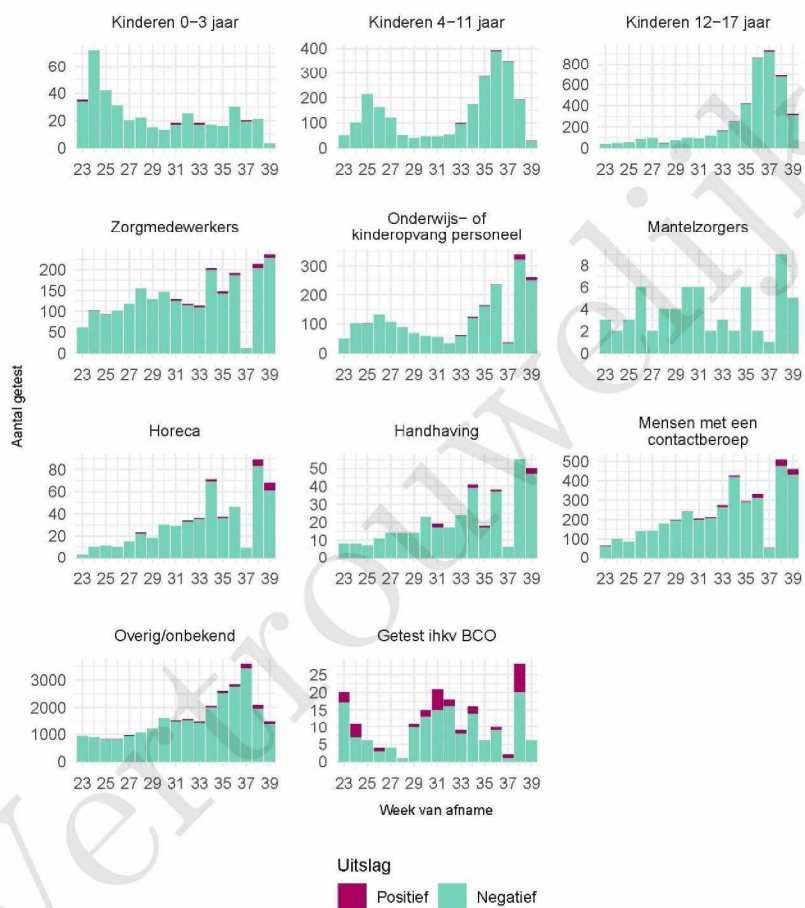 Kinderen 0–3 jaar
60
40
20
0
23 25 27 29 31 33 35 37 39
Kinderen 4–11 jaar
400
300
200
100
0
23 25 27 29 31 33 35 37 39
Kinderen 12–17 jaar
800
600
400
200
0
23 25 27 29 31 33 35 37 39
Zorgmedewerkers
200
150
100
50
0
23 25 27 29 31 33 35 37 39
Onderwijs– of
kinderopvang personeel
300
200
100
0
23 25 27 29 31 33 35 37 39
Mantelzorgers
8
6
4
2
0
23 25 27 29 31 33 35 37 39
Aantal getest
Horeca
80
60
40
20
0
23 25 27 29 31 33 35 37 39
Handhaving
50
40
30
20
10
0
23 25 27 29 31 33 35 37 39
Mensen met een
contactberoep
500
400
300
200
100
0
23 25 27 29 31 33 35 37 39
Overig/onbekend
3000
2000
1000
0
23 25 27 29 31 33 35 37 39
Getest ihkv BCO
25
20
15
10
5
0
23 25 27 29 31 33 35 37 39
Week van afname
Uitslag
Positief
Negatief
Vertrouwelijk